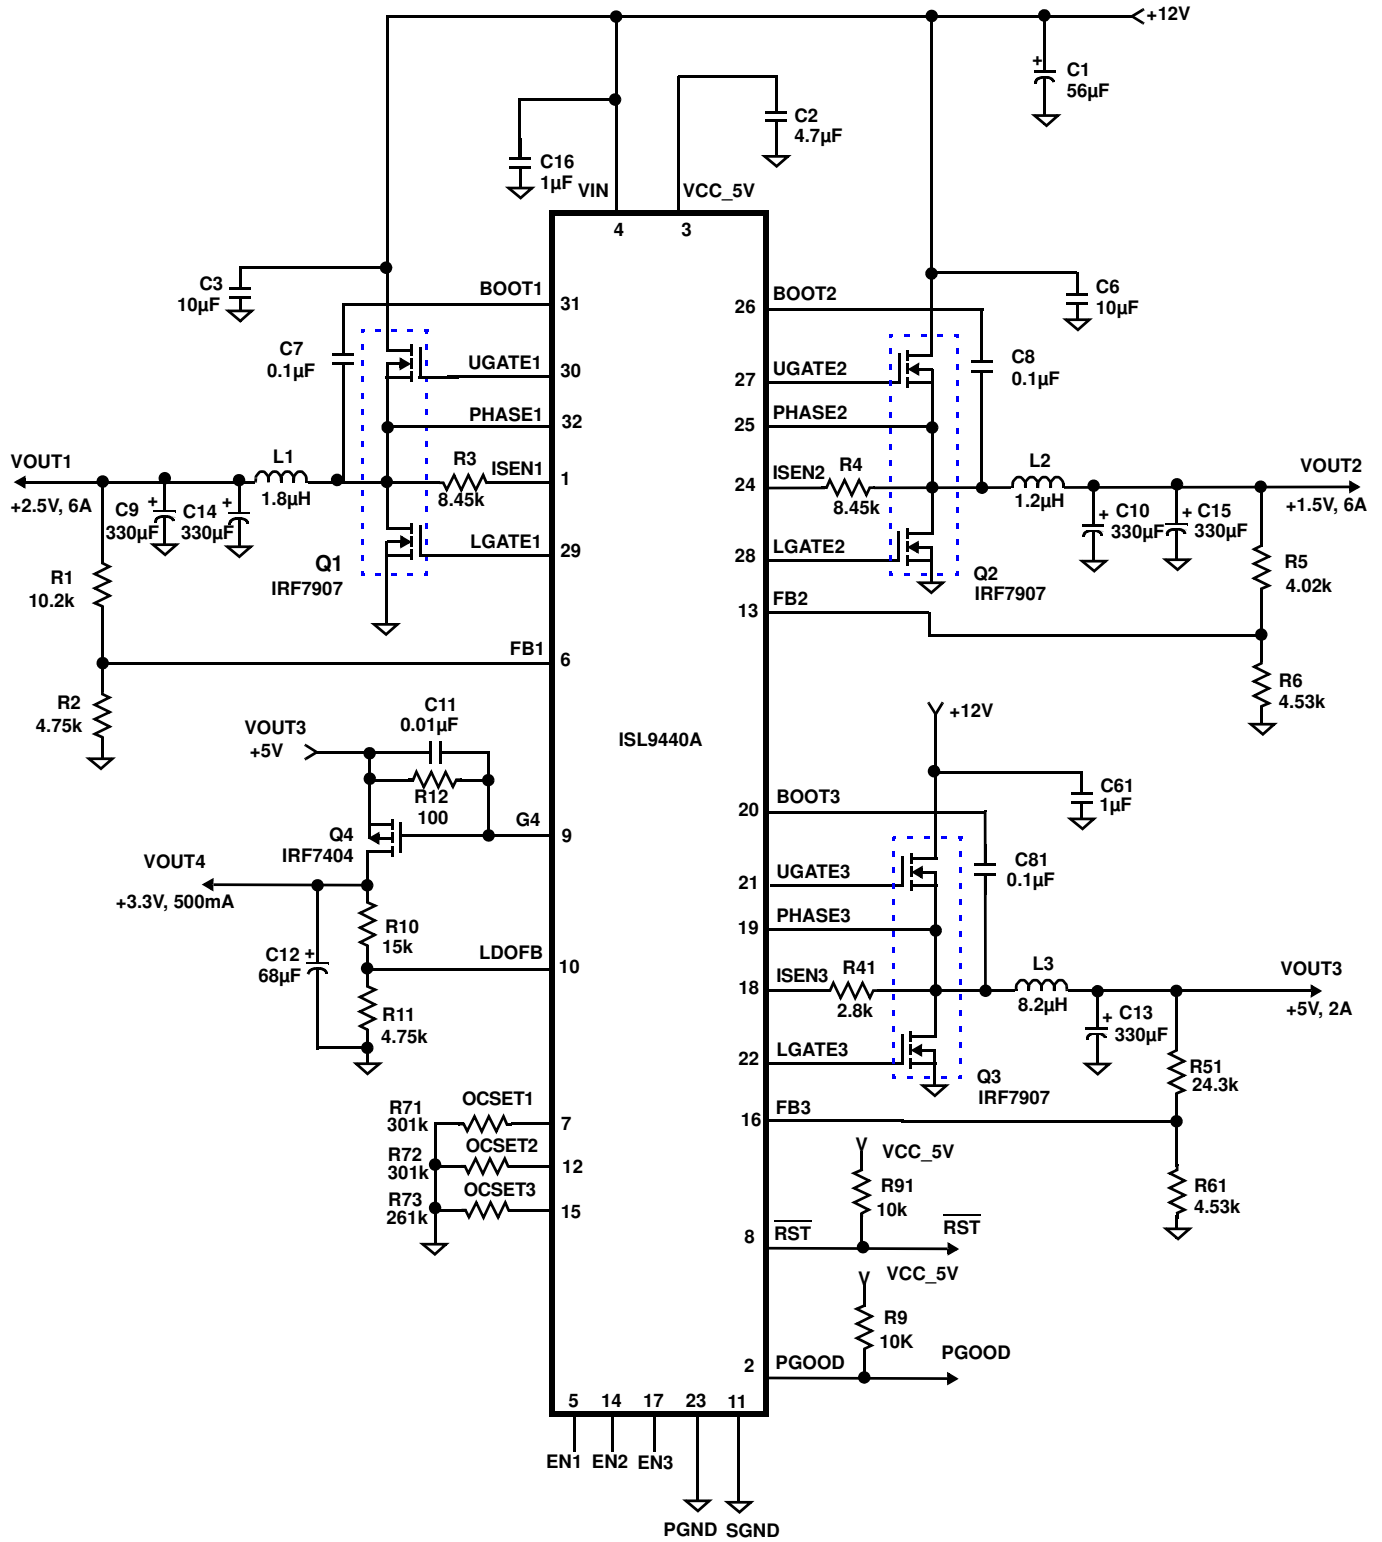 +12V
C1
56µF
C2
4.7µF
C16
1µF
VIN
VCC_5V
4
3
C3
10µF
BOOT1
31
C7
0.1µF
UGATE1
30
PHASE1
32
VOUT1
+2.5V, 6A
L1
1.8µH
R3
8.45k
ISEN1
1
C9
330µF
C14
330µF
LGATE1
29
Q1
IRF7907
R1
10.2k
FB1
6
R2
4.75k
26
BOOT2
C6
10µF
C8
0.1µF
27
UGATE2
25
PHASE2
24
ISEN2
R4
8.45k
L2
1.2µH
VOUT2
+1.5V, 6A
C10
330µF
C15
330µF
28
LGATE2
Q2
IRF7907
R5
4.02k
13
FB2
R6
4.53k
ISL9440A
VOUT3
+5V
C11
0.01µF
R12
100
Q4
IRF7404
G4
9
VOUT4
+3.3V, 500mA
R10
15k
C12
68µF
+
LDOFB
10
R11
4.75k
+12V
C61
1µF
20
BOOT3
C81
0.1µF
21
UGATE3
19
PHASE3
18
ISEN3
R41
2.8k
L3
8.2µH
VOUT3
+5V, 2A
C13
330µF
22
LGATE3
Q3
IRF7907
R51
24.3k
16
FB3
R61
4.53k
R71
301k
OCSET1
7
R72
301k
OCSET2
12
R73
261k
OCSET3
15
VCC_5V
R91
10k
8
RST
RST
VCC_5V
R9
10K
2
PGOOD
PGOOD
5
14
17
23
11
EN1
EN2
EN3
PGND
SGND